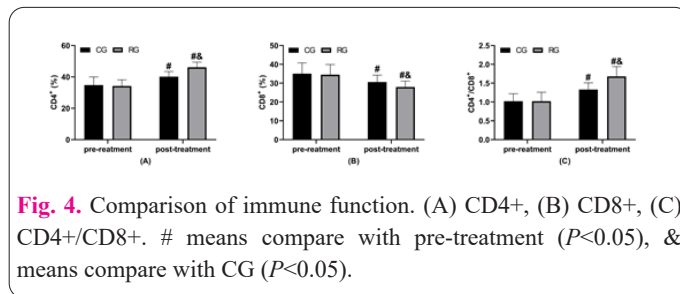 CG RG
60
40
20
0
CD4⁺ (%)
#
#&
pre-reatment post-treatment
(A)
CG RG
50
40
30
20
10
0
CD8⁺ (%)
#
#&
pre-reatment post-treatment
(B)
CG RG
2.5
2.0
1.5
1.0
0.5
0.0
CD4⁺/CD8⁺
#
#&
pre-reatment post-treatment
(C)
Fig. 4. Comparison of immune function. (A) CD4+, (B) CD8+, (C)
CD4+/CD8+. # means compare with pre-treatment (P<0.05), &
means compare with CG (P<0.05).